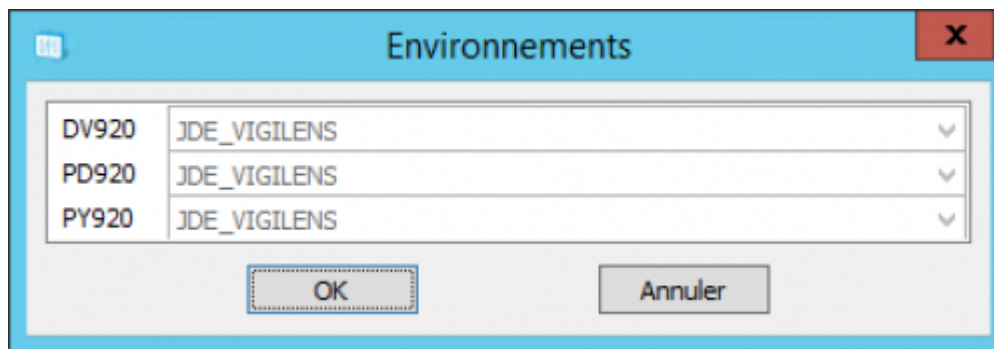 Environnements
DV920 JDE_VIGILENS
PD920 JDE_VIGILENS
PY920 JDE_VIGILENS
OK Annuler